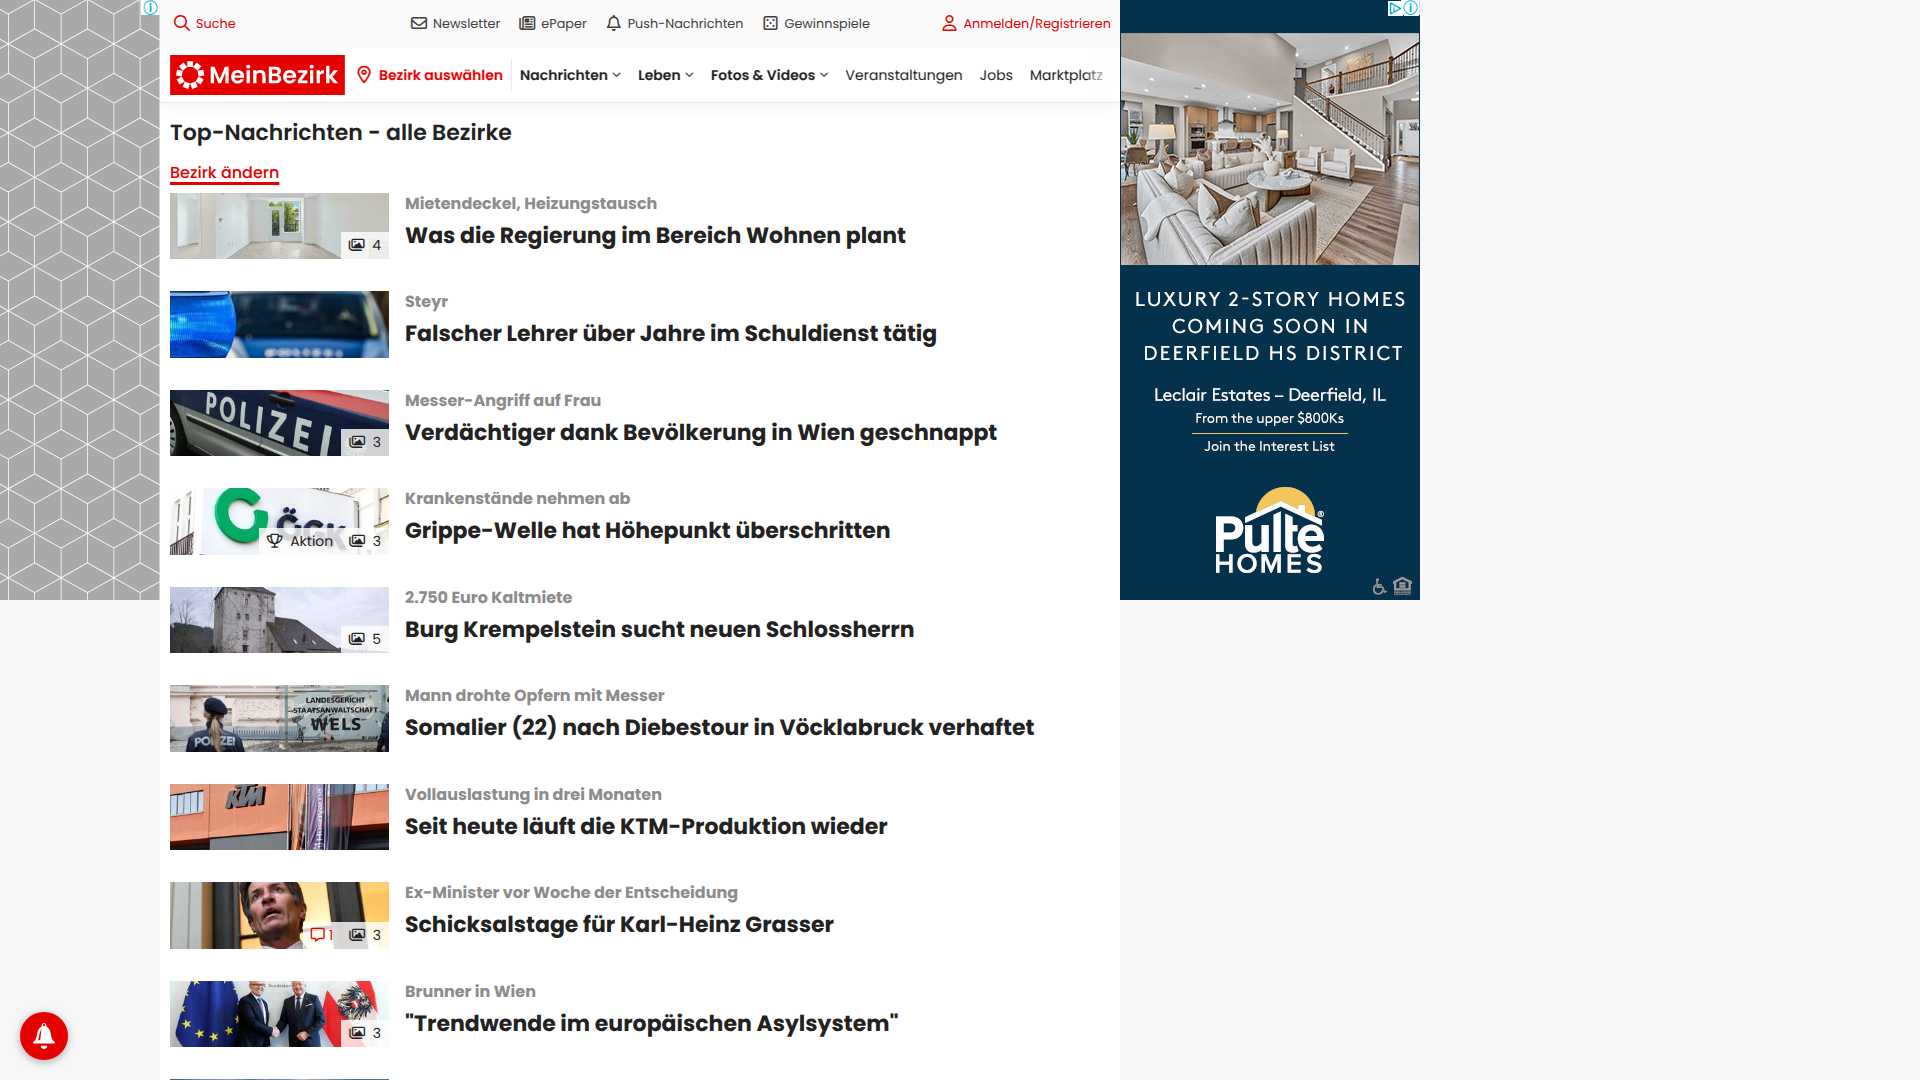 Suche
Newsletter
ePaper
Push-Nachrichten
Gewinnspiele
Anmelden/Registrieren
MeinBezirk
Bezirk auswählen
Nachrichten
Leben
Fotos & Videos
Veranstaltungen
Jobs
Marktplatz
Top-Nachrichten - alle Bezirke
Bezirk ändern
4
Mietendeckel, Heizungstausch
Was die Regierung im Bereich Wohnen plant
Steyr
Falscher Lehrer über Jahre im Schuldienst tätig
POLIZEI
3
Messer-Angriff auf Frau
Verdächtiger dank Bevölkerung in Wien geschnappt
ÖGK
Aktion
3
Krankenstände nehmen ab
Grippe-Welle hat Höhepunkt überschritten
5
2.750 Euro Kaltmiete
Burg Krempelstein sucht neuen Schlossherrn
LANDESGERICHT
STAATSANWALTSCHAFT
WELS
POLIZEI
Mann drohte Opfern mit Messer
Somalier (22) nach Diebestour in Vöcklabruck verhaftet
KTM
Vollauslastung in drei Monaten
Seit heute läuft die KTM-Produktion wieder
1
3
Ex-Minister vor Woche der Entscheidung
Schicksalstage für Karl-Heinz Grasser
3
Brunner in Wien
"Trendwende im europäischen Asylsystem"
LUXURY 2-STORY HOMES
COMING SOON IN
DEERFIELD HS DISTRICT
Leclair Estates – Deerfield, IL
From the upper $800Ks
Join the Interest List
Pulte®
HOMES